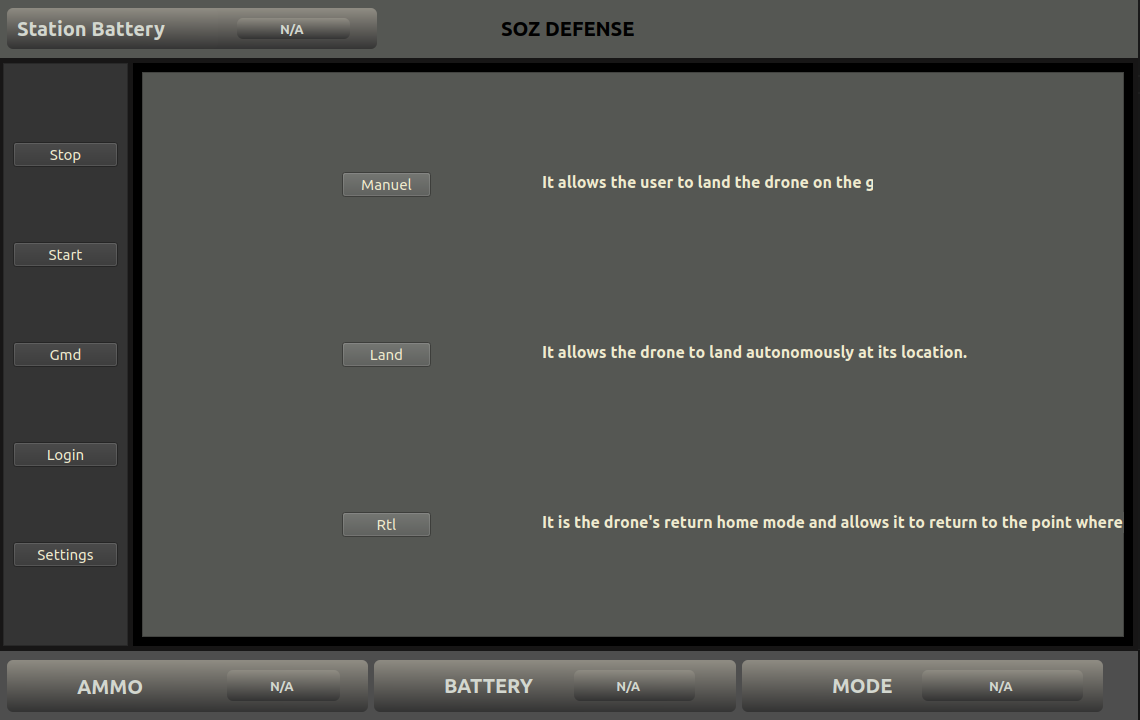 Station Battery N/A SOZ DEFENSE
Stop
Manuel It allows the user to land the drone on the g
Start
Gmd
Land It allows the drone to land autonomously at its location.
Login
Rtl It is the drone's return home mode and allows it to return to the point where
Settings
AMMO N/A BATTERY N/A MODE N/A